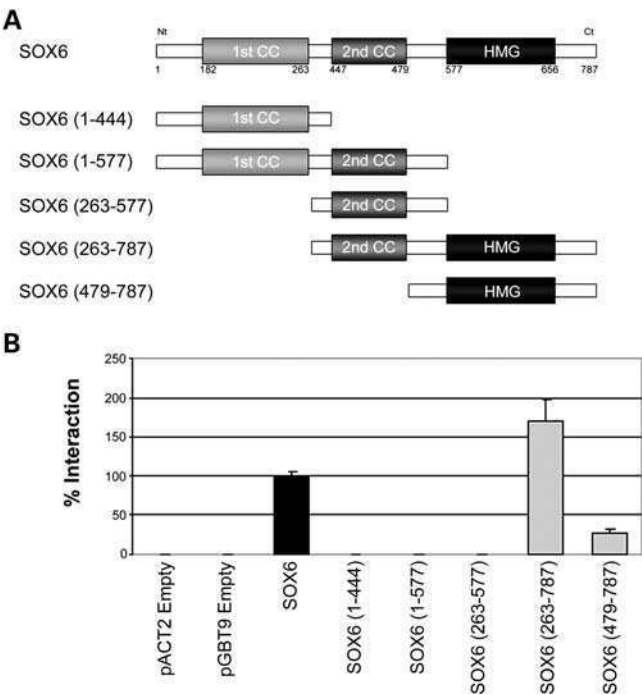 A
Nt
Ct
SOX6
1st CC
2nd CC
HMG
1 182 263 447 479 577 656 787
SOX6 (1-444)
1st CC
SOX6 (1-577)
1st CC
2nd CC
SOX6 (263-577)
2nd CC
SOX6 (263-787)
2nd CC
HMG
SOX6 (479-787)
HMG
B
% Interaction
250
200
150
100
50
0
pACT2 Empty
pGBT9 Empty
SOX6
SOX6 (1-444)
SOX6 (1-577)
SOX6 (263-577)
SOX6 (263-787)
SOX6 (479-787)